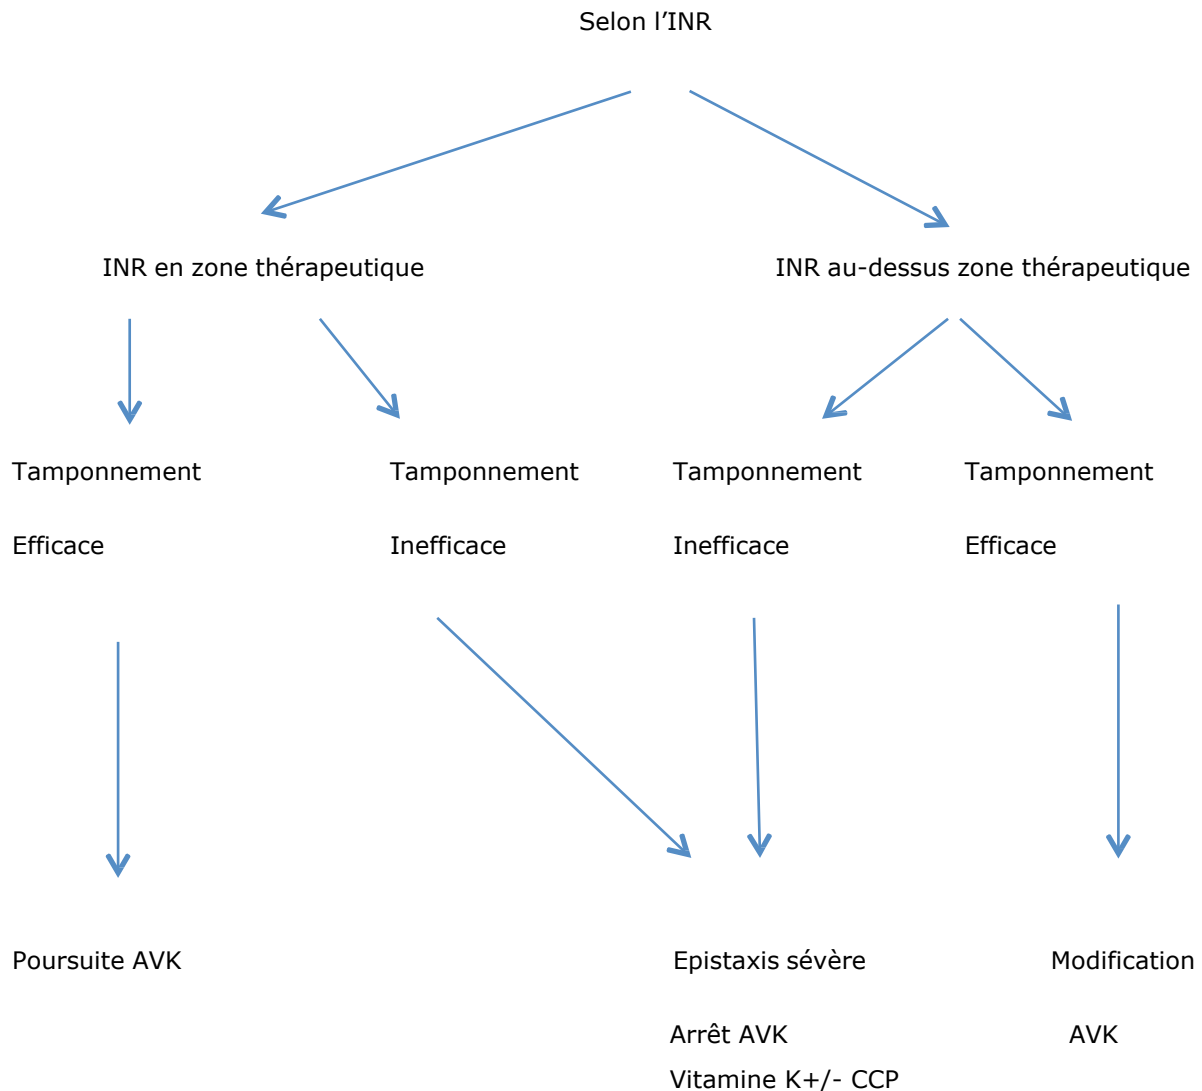 Selon l’INR
INR en zone thérapeutique
INR au-dessus zone thérapeutique
Tamponnement
Efficace
Tamponnement
Inefficace
Tamponnement
Inefficace
Tamponnement
Efficace
Poursuite AVK
Epistaxis sévère
Arrêt AVK
Vitamine K+/- CCP
Modification
AVK